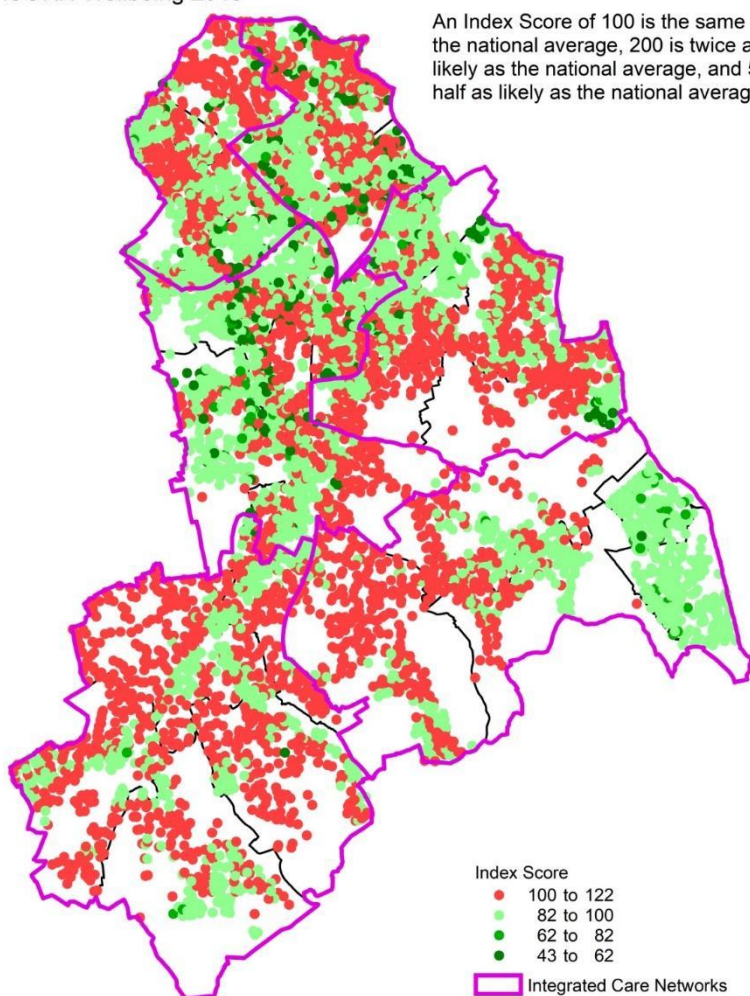 Wellbeing
An Index Score of 100 is the same
the national average, 200 is twice a
likely as the national average, and
half as likely as the national averag
Index Score
100 to 122
82 to 100
62 to 82
43 to 62
Integrated Care Networks